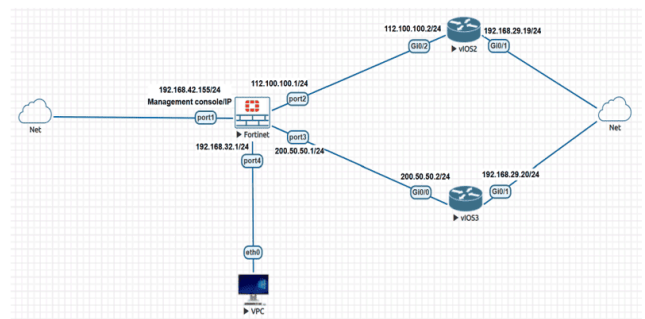 112.100.100.2/24
192.168.29.19/24
Gi0/2
vIOS2
Gi0/1
192.168.42.155/24
Management console/IP
112.100.100.1/24
port2
Net
port1
Fortinet
Net
port3
192.168.32.1/24
200.50.50.1/24
port4
200.50.50.2/24
192.168.29.20/24
Gi0/0
Gi0/1
vIOS3
eth0
VPC